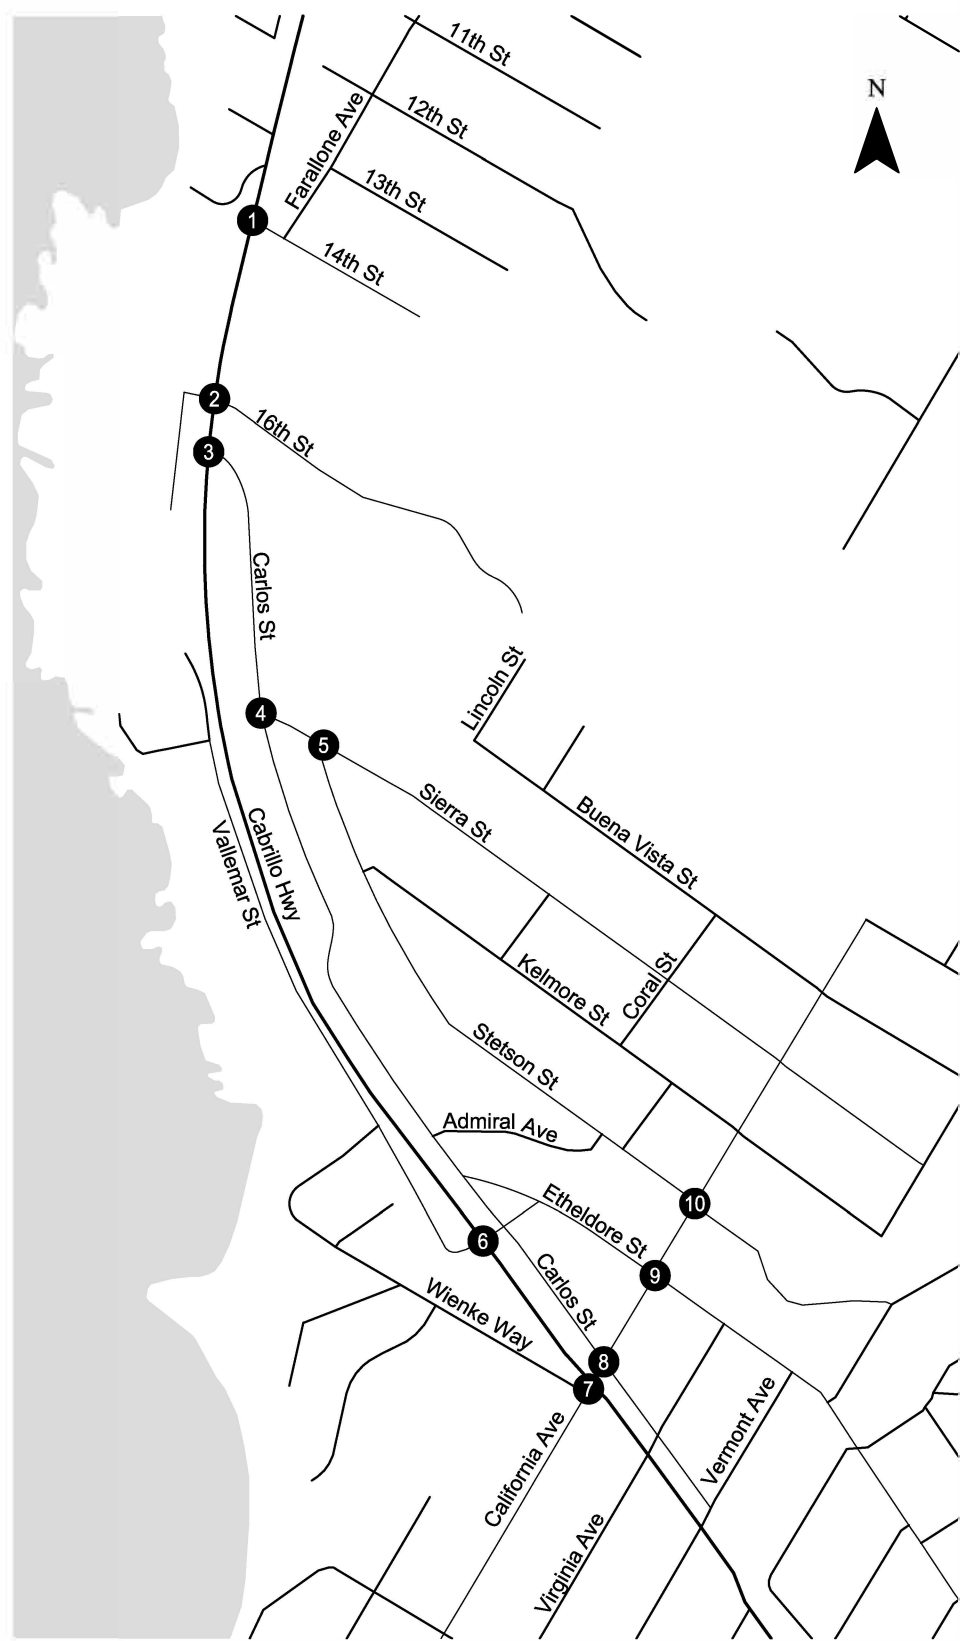 11th St
N
12th St
Farallone Ave
13th St
1
14th St
2
16th St
3
Carlos St
Lincoln St
4
5
Sierra St
Buena Vista St
Cabrillo Hwy
Vallemar St
Kelmore St
Coral St
Stetson St
Admiral Ave
Etheldore St
10
6
9
Carlos St
Wienke Way
8
7
California Ave
Vermont Ave
Virginia Ave